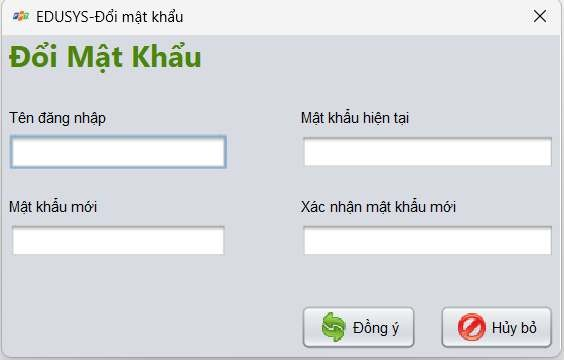 EDUSYS-Đổi mật khẩu
Đổi Mật Khẩu
Tên đăng nhập
Mật khẩu hiện tại
Mật khẩu mới
Xác nhận mật khẩu mới
Đồng ý
Hủy bỏ